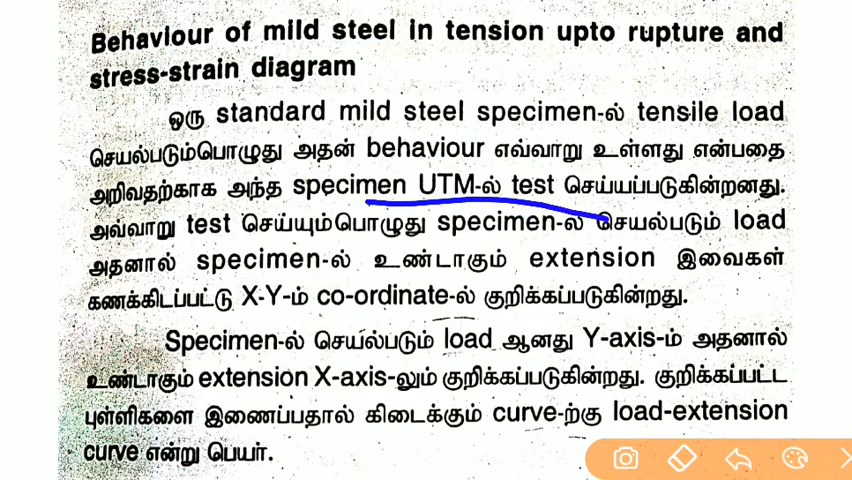 Behaviour of mild steel in tension upto rupture and
stress-strain diagram
ஒரு standard mild steel specimen-ல் tensile load
செயல்படும்பொழுது அதன் behaviour எவ்வாறு உள்ளது என்பதை
அறிவதற்காக அந்த specimen UTM-ல் test செய்யப்படுகின்றனது.
அவ்வாறு test செய்யும்பொழுது specimen-ல் செயல்படும் load
அதனால் specimen-ல் உண்டாகும் extension இவைகள்
கணக்கிடப்பட்டு X-Y-ம் co-ordinate-ல் குறிக்கப்படுகின்றது.
Specimen-ல் செயல்படும் load ஆனது Y-axis-ம் அதனால்
உண்டாகும் extension X-axis-லும் குறிக்கப்படுகின்றது. குறிக்கப்பட்ட
புள்ளிகளை இணைப்பதால் கிடைக்கும் curve-ற்கு load-extension
curve என்று பெயர்.